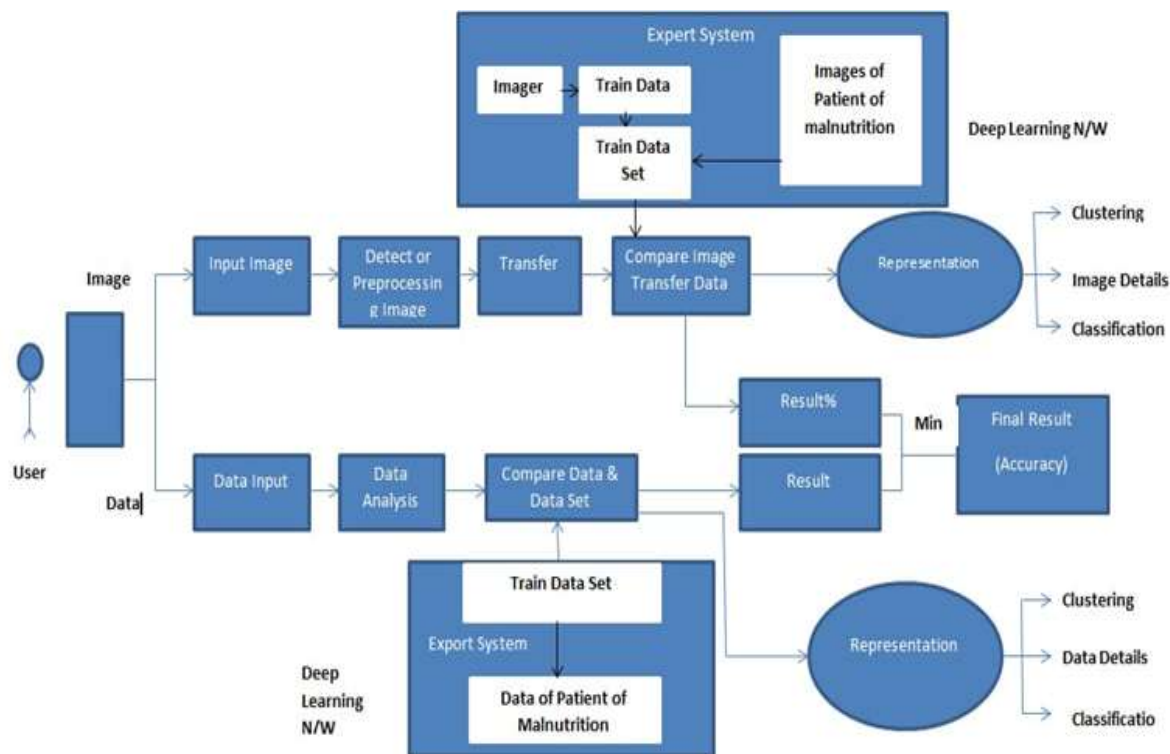 Expert System
Imager
Train Data
Train Data
Set
Images of
Patient of
malnutrition
Deep Learning N/W
Image
Input Image
Detect or
Preprocessin
g Image
Transfer
Compare Image
Transfer Data
Representation
Clustering
Image Details
Classification
User
Result%
Min
Final Result
(Accuracy)
Data
Data Input
Data
Analysis
Compare Data &
Data Set
Result
Train Data Set
Export System
Data of Patient of
Malnutrition
Deep
Learning
N/W
Representation
Clustering
Data Details
Classificatio